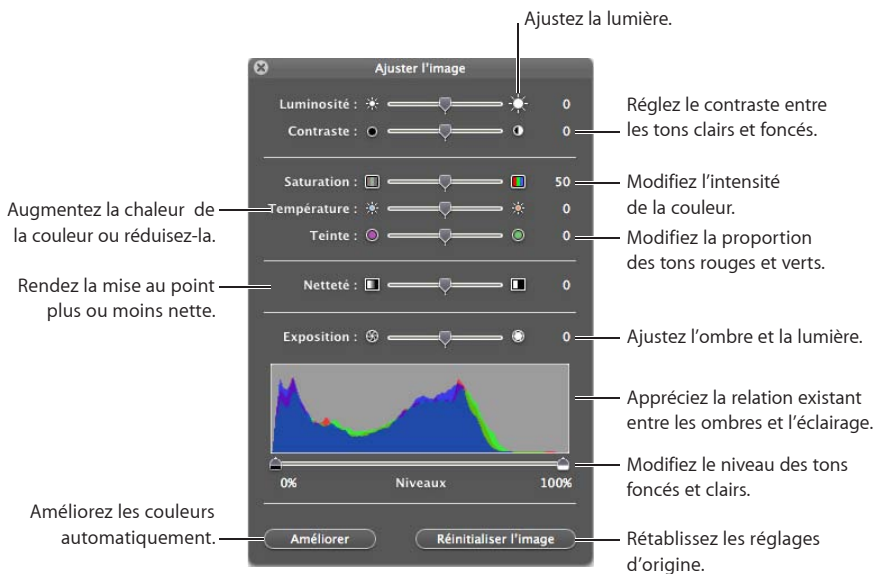 Ajustez la lumière.
Ajuster l'image
Luminosité : 0
Contraste : 0
Réglez le contraste entre
les tons clairs et foncés.
Saturation : 50
Modifiez l'intensité
de la couleur.
Augmentez la chaleur de
la couleur ou réduisez-la.
Température : 0
Teinte : 0
Modifiez la proportion
des tons rouges et verts.
Rendez la mise au point
plus ou moins nette.
Netteté : 0
Exposition : 0
Ajustez l'ombre et la lumière.
Appréciez la relation existant
entre les ombres et l'éclairage.
Modifiez le niveau des tons
foncés et clairs.
0% Niveaux 100%
Améliorez les couleurs
automatiquement.
Améliorer
Réinitialiser l'image
Rétablissez les réglages
d'origine.